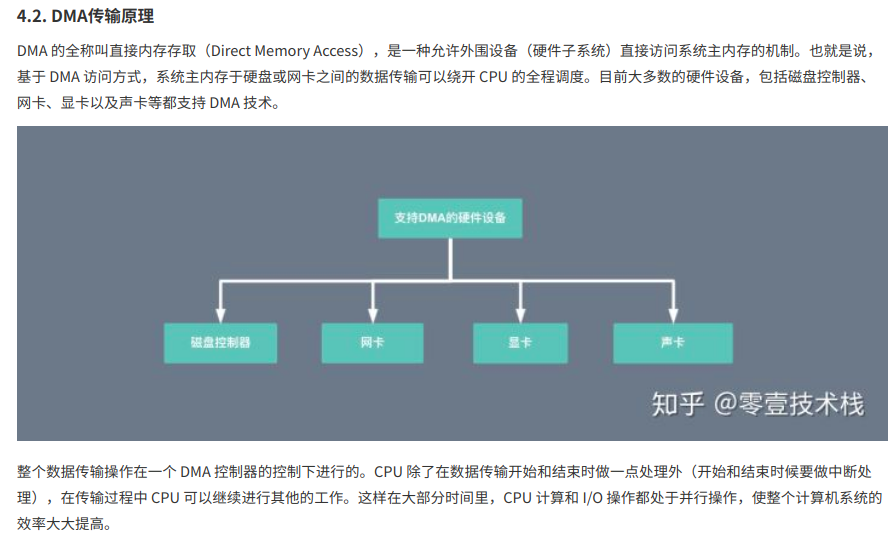 4.2. DMA传输原理
DMA 的全称叫直接内存存取（Direct Memory Access），是一种允许外围设备（硬件子系统）直接访问系统主内存的机制。也就是说，
基于 DMA 访问方式，系统主内存于硬盘或网卡之间的数据传输可以绕开 CPU 的全程调度。目前大多数的硬件设备，包括磁盘控制器、
网卡、显卡以及声卡等都支持 DMA 技术。
支持DMA的硬件设备
磁盘控制器 网卡 显卡 声卡
知乎 @零壹技术栈
整个数据传输操作在一个 DMA 控制器的控制下进行的。CPU 除了在数据传输开始和结束时做一点处理外（开始和结束时候要做中断处
理），在传输过程中 CPU 可以继续进行其他的工作。这样在大部分时间里，CPU 计算和 I/O 操作都处于并行操作，使整个计算机系统的
效率大大提高。